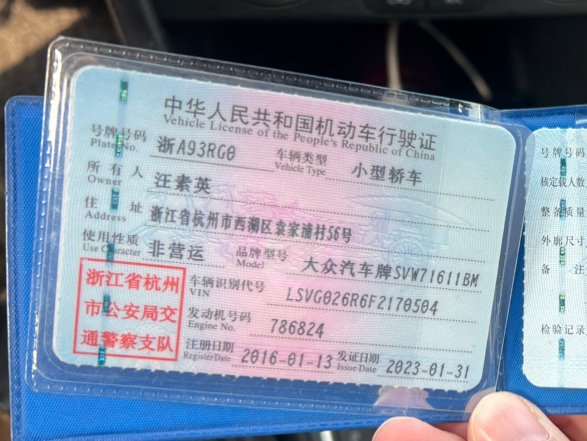 中华人民共和国机动车行驶证
Vehicle License of the People's Republic of China
号牌号码 浙A93RG0 车辆类型 小型轿车
Plate No. Vehicle Type
所有人 汪素英
Owner
住址 浙江省杭州市西湖区袁家浦村56号
Address
使用性质 非营运 品牌型号 大众汽车牌SVW71611BM
Use Character Model
浙江省杭州
市公安局交
通警察支队
车辆识别代号 LSVG026R6F2170504
VIN
发动机号码 786824
Engine No.
注册日期 2016-01-13 发证日期 2023-01-31
Register Date Issue Date
号牌号码
核定载人数
整备质量
外廓尺寸
备注
检验记录